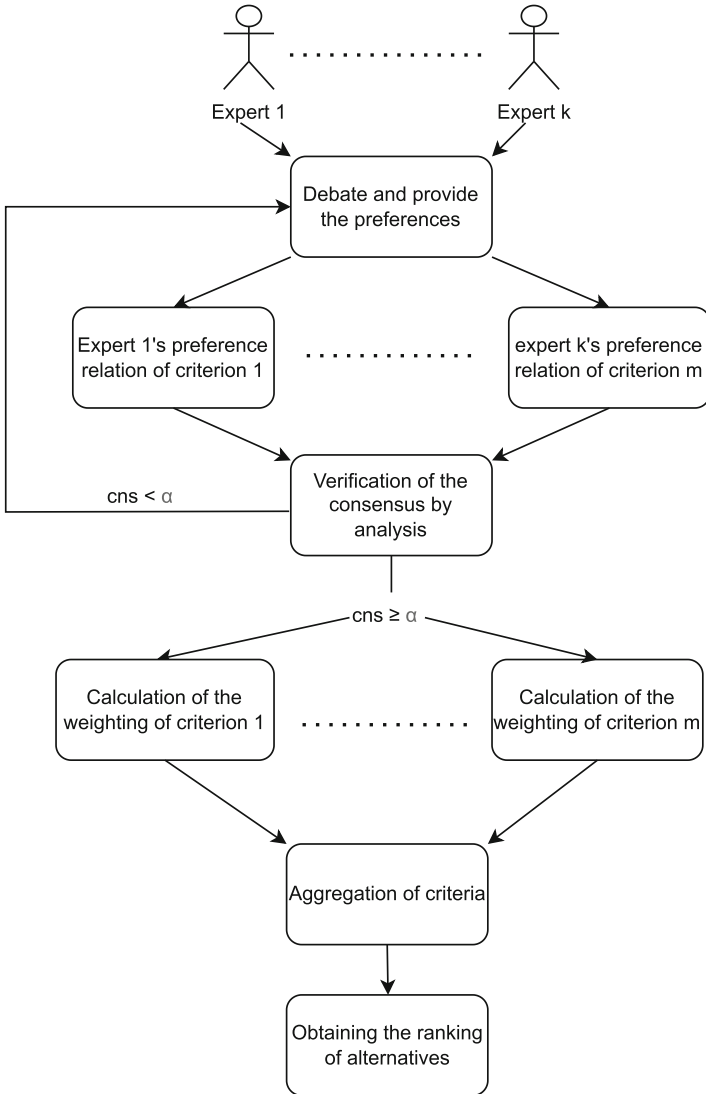 Expert 1
Expert k
Debate and provide
the preferences
Expert 1's preference
relation of criterion 1
expert k's preference
relation of criterion m
Verification of the
consensus by
analysis
cns < α
cns ≥ α
Calculation of the
weighting of criterion 1
Calculation of the
weighting of criterion m
Aggregation of criteria
Obtaining the ranking
of alternatives